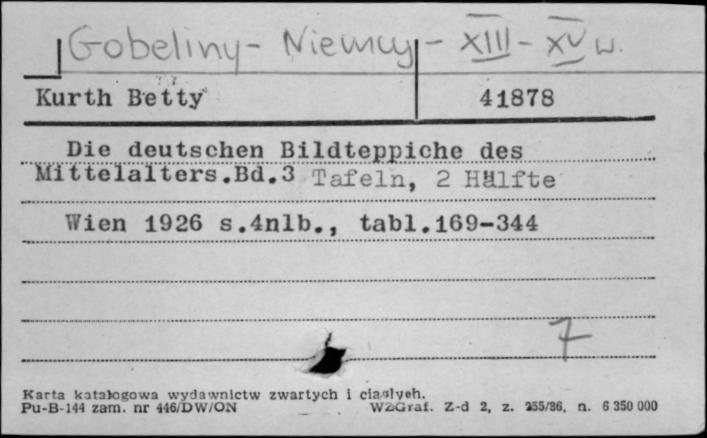 Gobeliny - Niemcy - XIII - XV w.
Kurth Betty 41878
Die deutschen Bildteppiche des
Mittelalters.Bd.3 Tafeln, 2 Hälfte
Wien 1926 s.4nlb., tabl.169-344
7
Karta katalogowa wydawnictw zwartych i ciągłych.
Pu-B-144 zam. nr 446/DW/ON WZGraf. Z-d 2, z. 255/86, n. 6 350 000